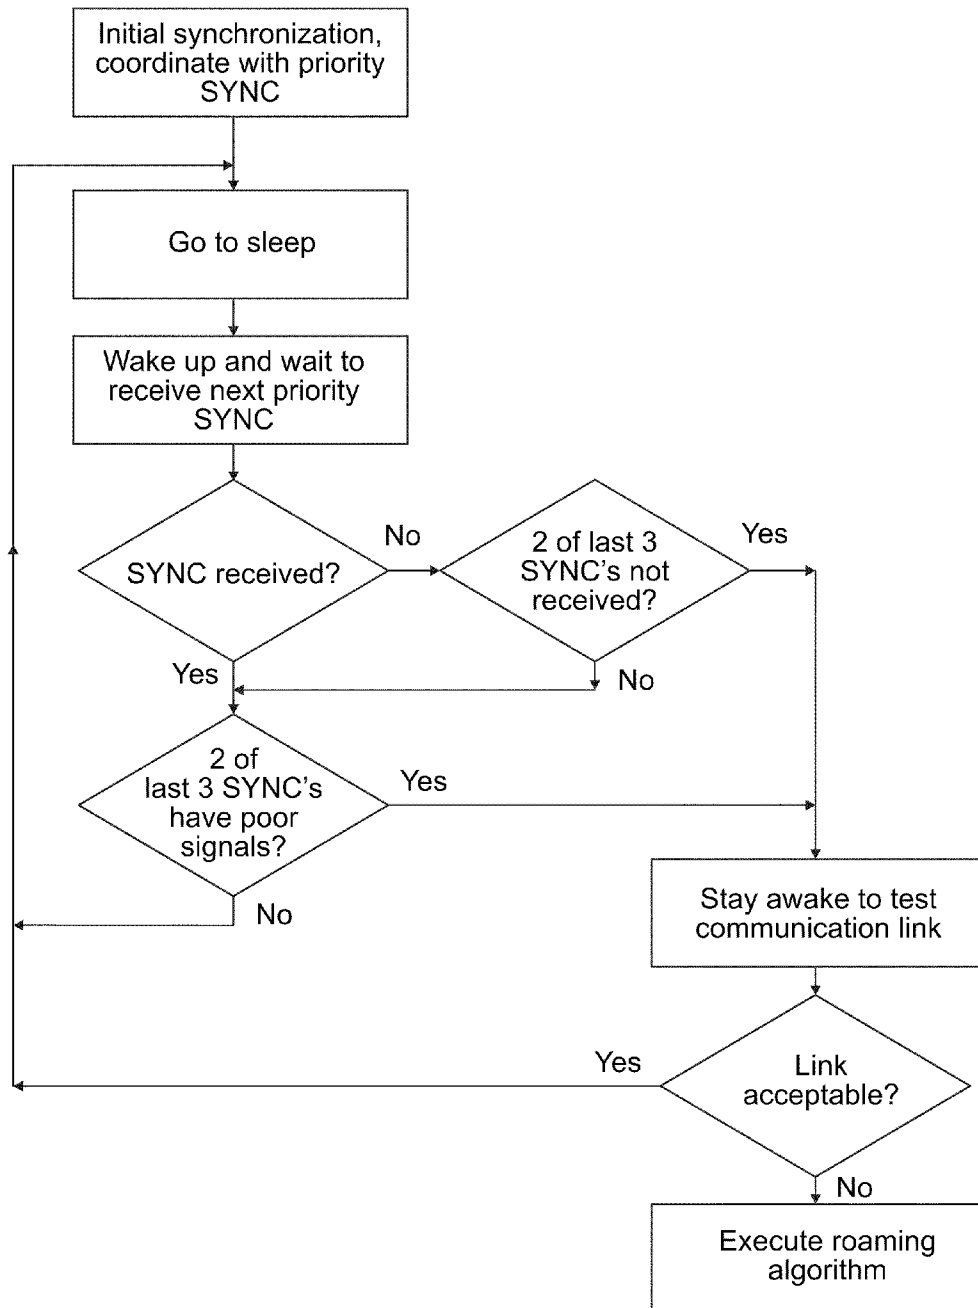 Initial synchronization,
coordinate with priority
SYNC
Go to sleep
Wake up and wait to
receive next priority
SYNC
SYNC received?
No
2 of last 3
SYNC's not
received?
Yes
Yes
No
2 of
last 3 SYNC's
have poor
signals?
Yes
No
Stay awake to test
communication link
Yes
Link
acceptable?
No
Execute roaming
algorithm